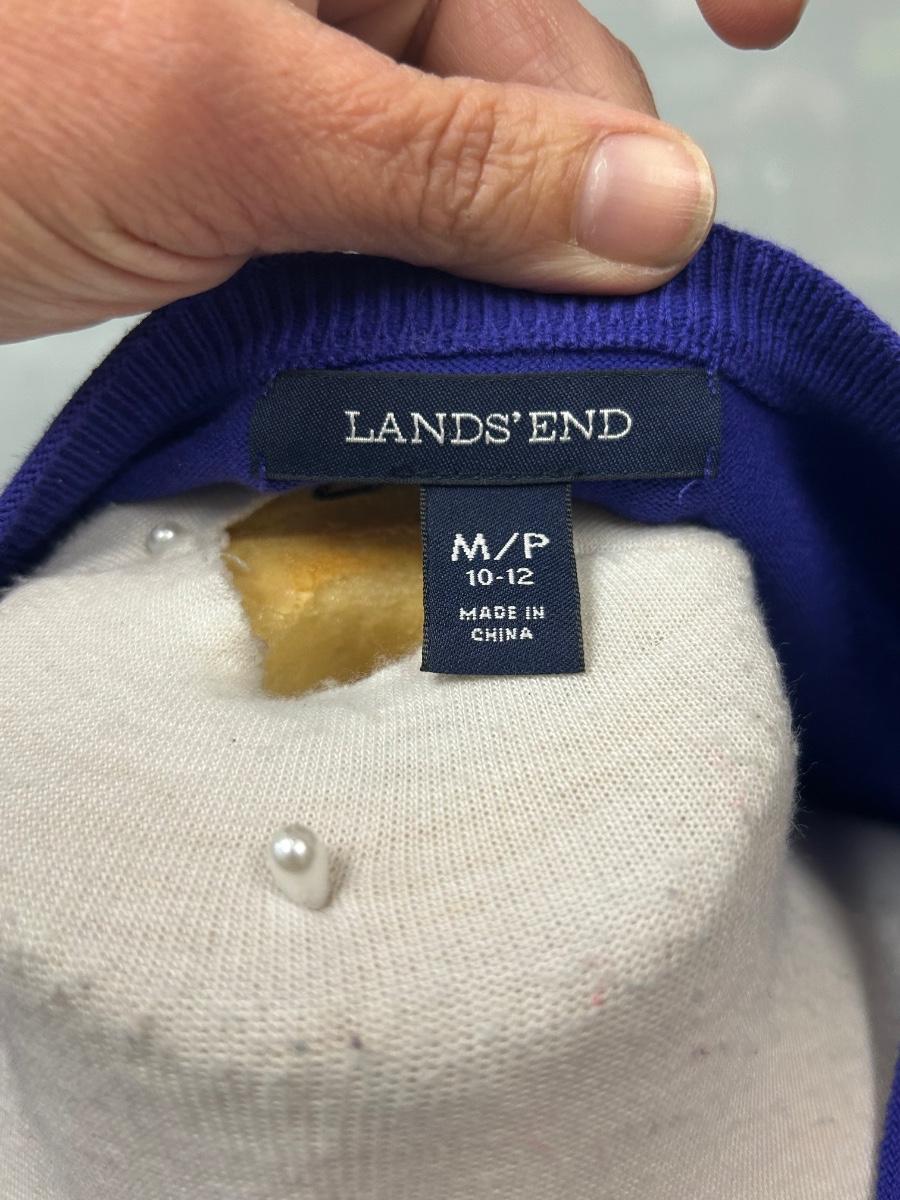 LANDS' END
M/P
10-12
MADE IN
CHINA